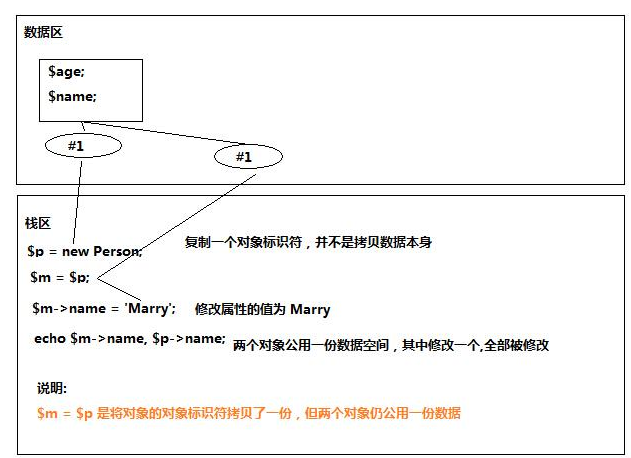 数据区
$age;
$name;
#1
#1
栈区
$p = new Person;
复制一个对象标识符，并不是拷贝数据本身
$m = $p;
$m->name = 'Marry'; 修改属性的值为 Marry
echo $m->name, $p->name; 两个对象公用一份数据空间，其中修改一个,全部被修改
说明:
$m = $p 是将对象的对象标识符拷贝了一份，但两个对象仍公用一份数据